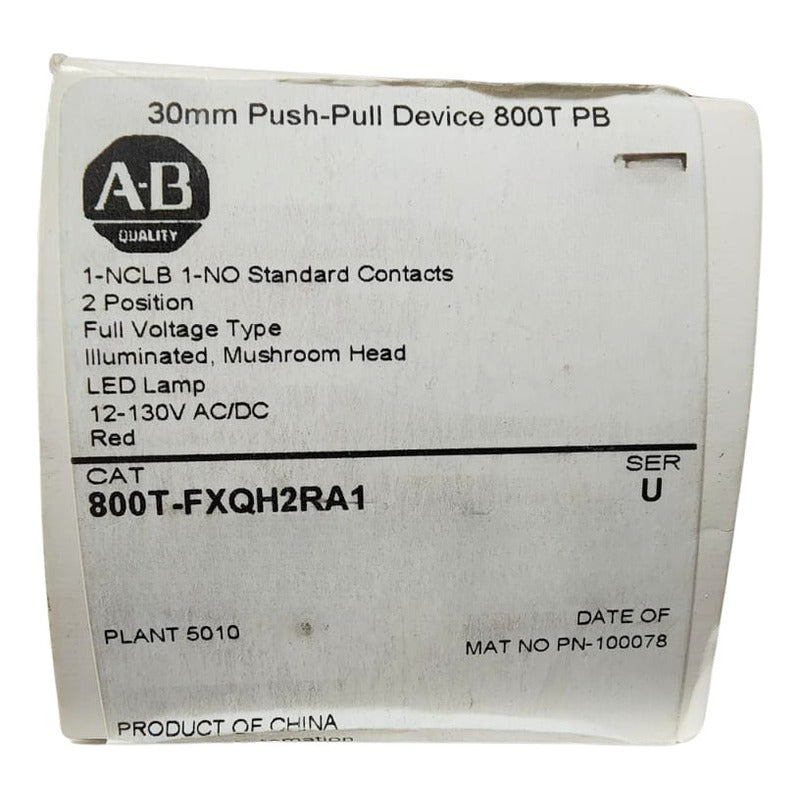 30mm Push-Pull Device 800T PB
A-B
QUALITY
1-NCLB 1-NO Standard Contacts
2 Position
Full Voltage Type
Illuminated, Mushroom Head
LED Lamp
12-130V AC/DC
Red
CAT
SER
800T-FXQH2RA1
U
PLANT 5010
DATE OF
MAT NO PN-100078
PRODUCT OF CHINA